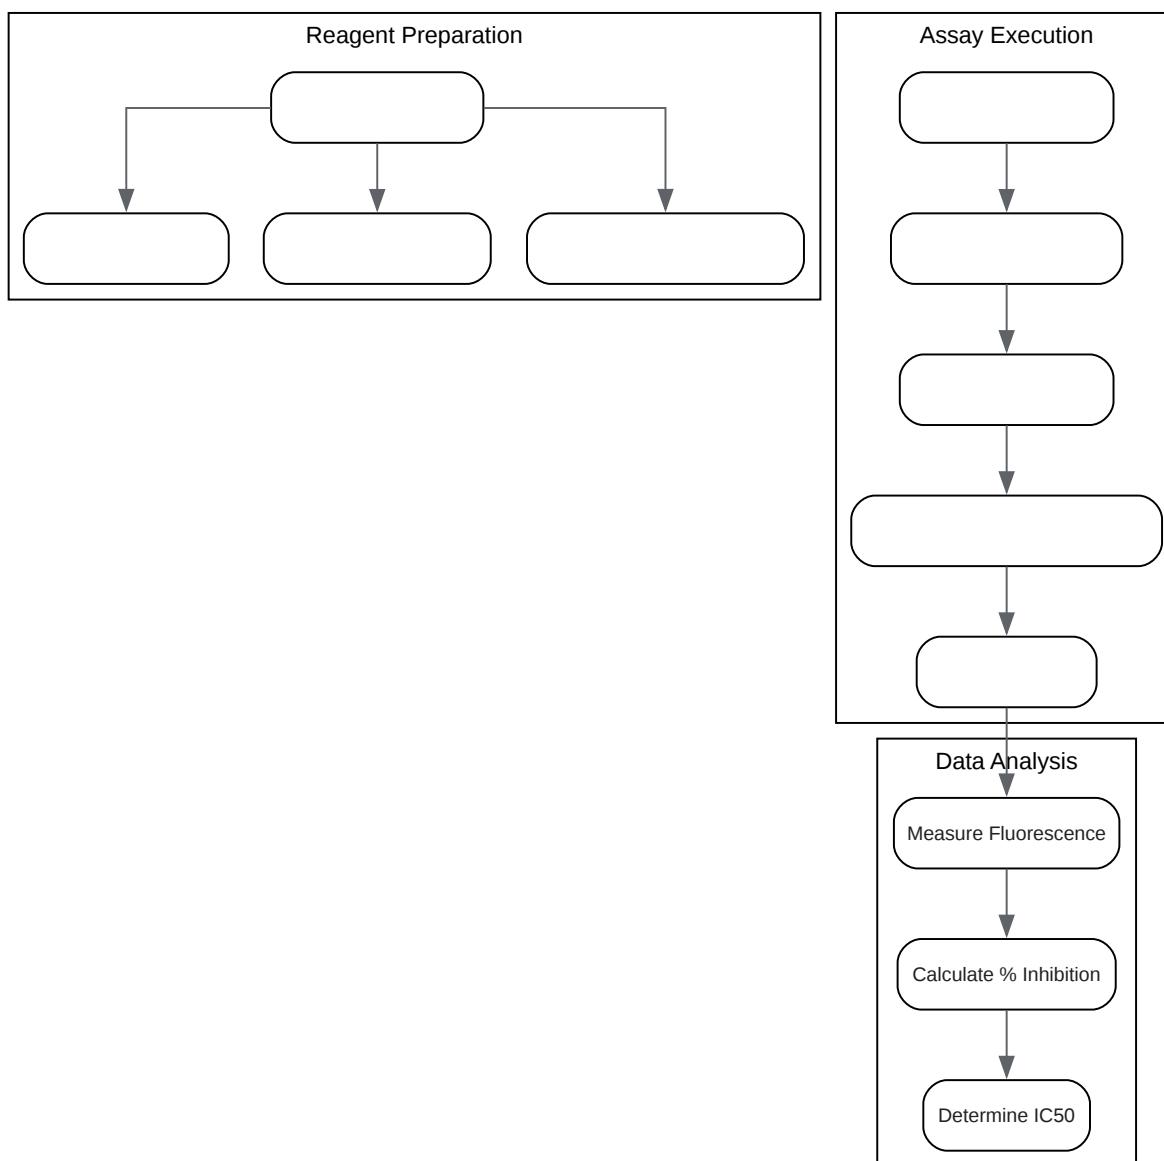 Reagent Preparation
Assay Execution
Data Analysis
Measure Fluorescence
Calculate % Inhibition
Determine IC50